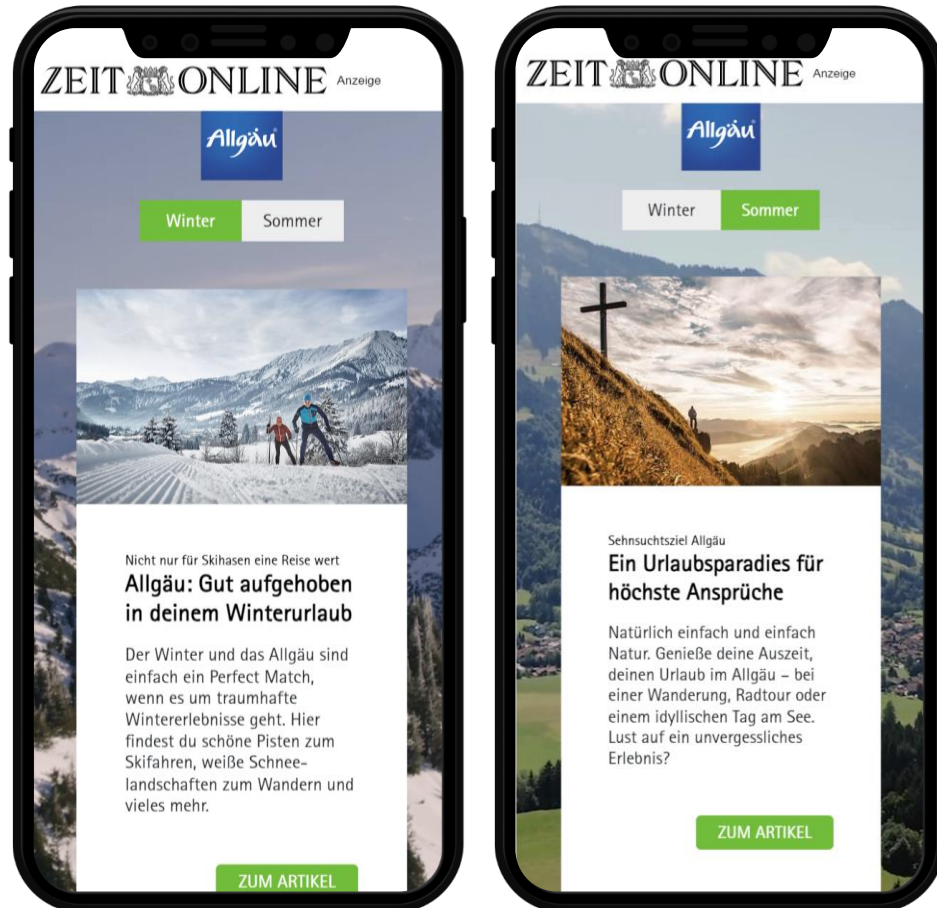 ZEIT ONLINE Anzeige
Allgäu
Winter Sommer
Nicht nur für Skihasen eine Reise wert
Allgäu: Gut aufgehoben
in deinem Winterurlaub
Der Winter und das Allgäu sind
einfach ein Perfect Match,
wenn es um traumhafte
Wintererlebnisse geht. Hier
findest du schöne Pisten zum
Skifahren, weiße Schnee-
landschaften zum Wandern und
vieles mehr.
ZUM ARTIKEL
ZEIT ONLINE Anzeige
Allgäu
Winter Sommer
Sehnsuchtsziel Allgäu
Ein Urlaubsparadies für
höchste Ansprüche
Natürlich einfach und einfach
Natur. Genieße deine Auszeit,
deinen Urlaub im Allgäu – bei
einer Wanderung, Radtour oder
einem idyllischen Tag am See.
Lust auf ein unvergessliches
Erlebnis?
ZUM ARTIKEL